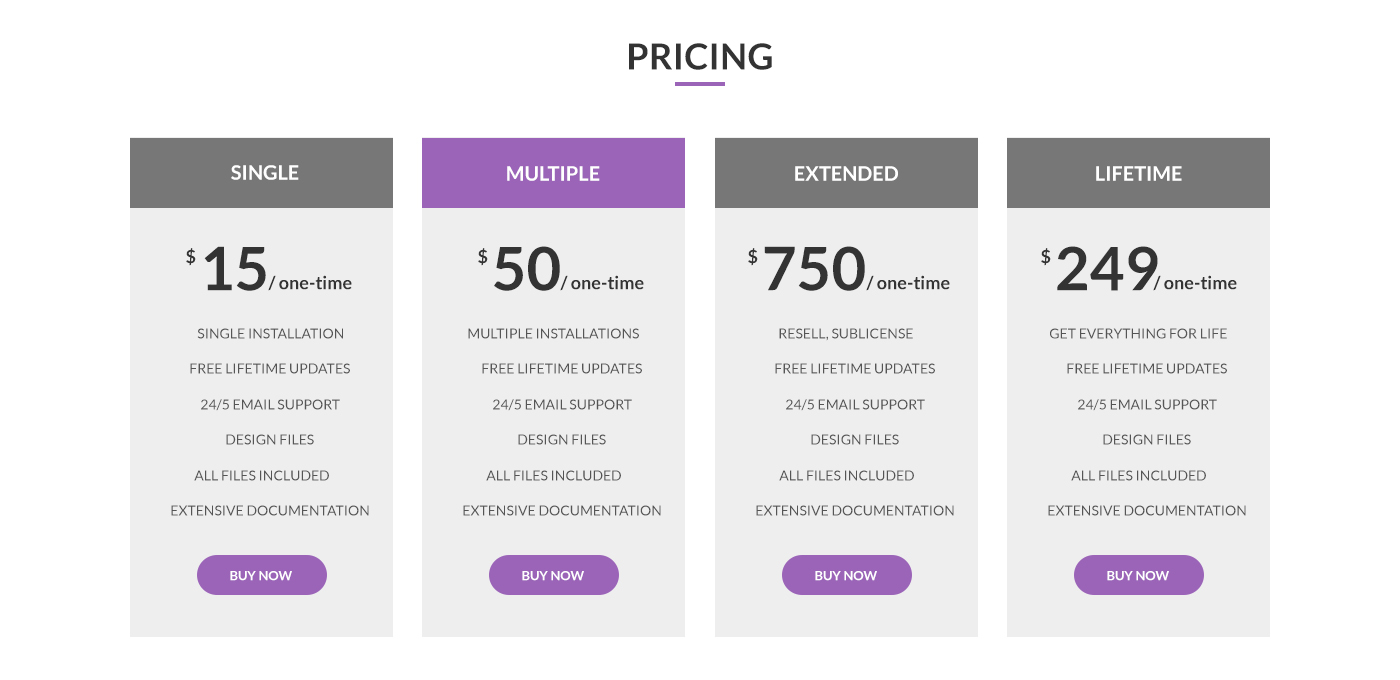 PRICING
SINGLE
$ 15 / one-time
SINGLE INSTALLATION
FREE LIFETIME UPDATES
24/5 EMAIL SUPPORT
DESIGN FILES
ALL FILES INCLUDED
EXTENSIVE DOCUMENTATION
BUY NOW
MULTIPLE
$ 50 / one-time
MULTIPLE INSTALLATIONS
FREE LIFETIME UPDATES
24/5 EMAIL SUPPORT
DESIGN FILES
ALL FILES INCLUDED
EXTENSIVE DOCUMENTATION
BUY NOW
EXTENDED
$ 750 / one-time
RESELL, SUBLICENSE
FREE LIFETIME UPDATES
24/5 EMAIL SUPPORT
DESIGN FILES
ALL FILES INCLUDED
EXTENSIVE DOCUMENTATION
BUY NOW
LIFETIME
$ 249 / one-time
GET EVERYTHING FOR LIFE
FREE LIFETIME UPDATES
24/5 EMAIL SUPPORT
DESIGN FILES
ALL FILES INCLUDED
EXTENSIVE DOCUMENTATION
BUY NOW